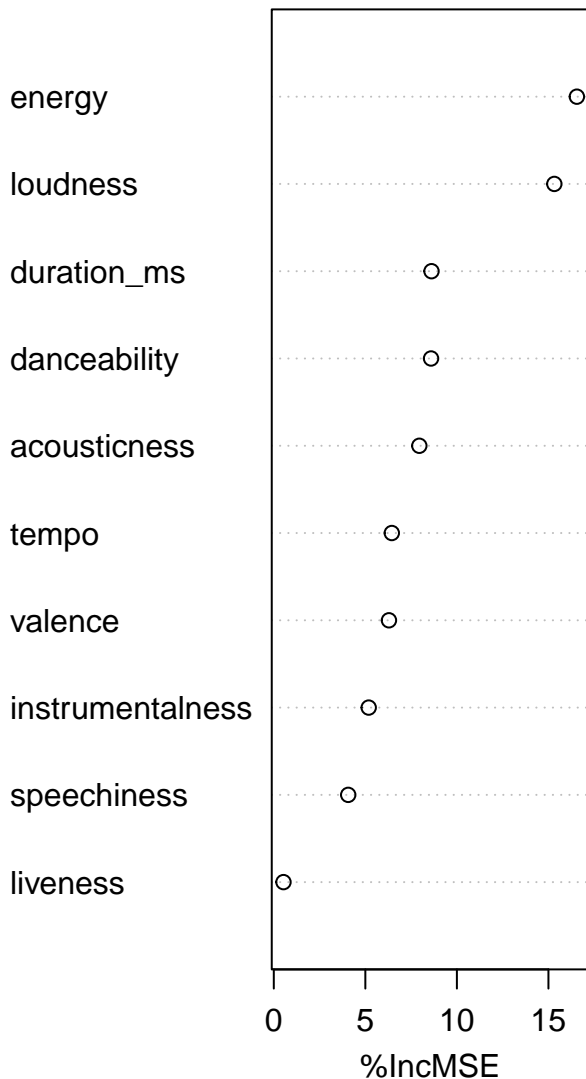 energy
loudness
duration_ms
danceability
acousticness
tempo
valence
instrumentalness
speechiness
liveness
0 5 10 15
%IncMSE